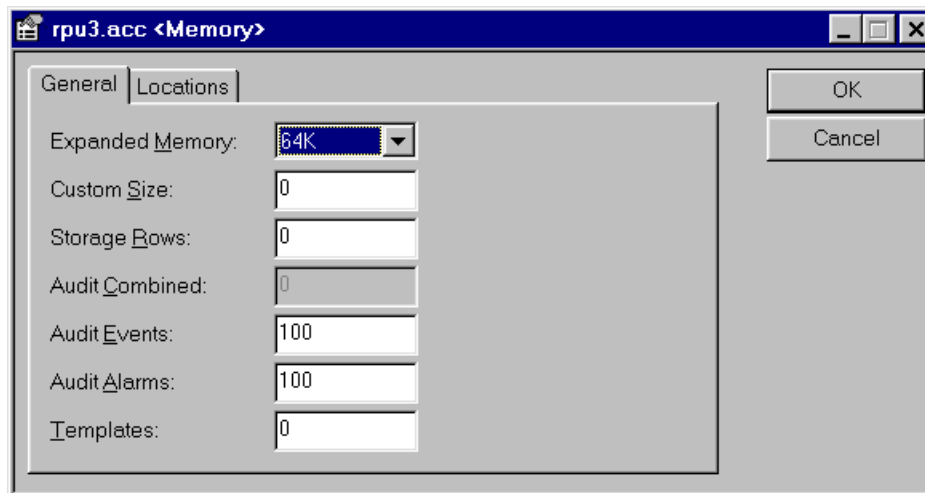 rpu3.acc <Memory>
General Locations
OK
Cancel
Expanded Memory: 64K
Custom Size: 0
Storage Rows: 0
Audit Combined: 0
Audit Events: 100
Audit Alarms: 100
Templates: 0